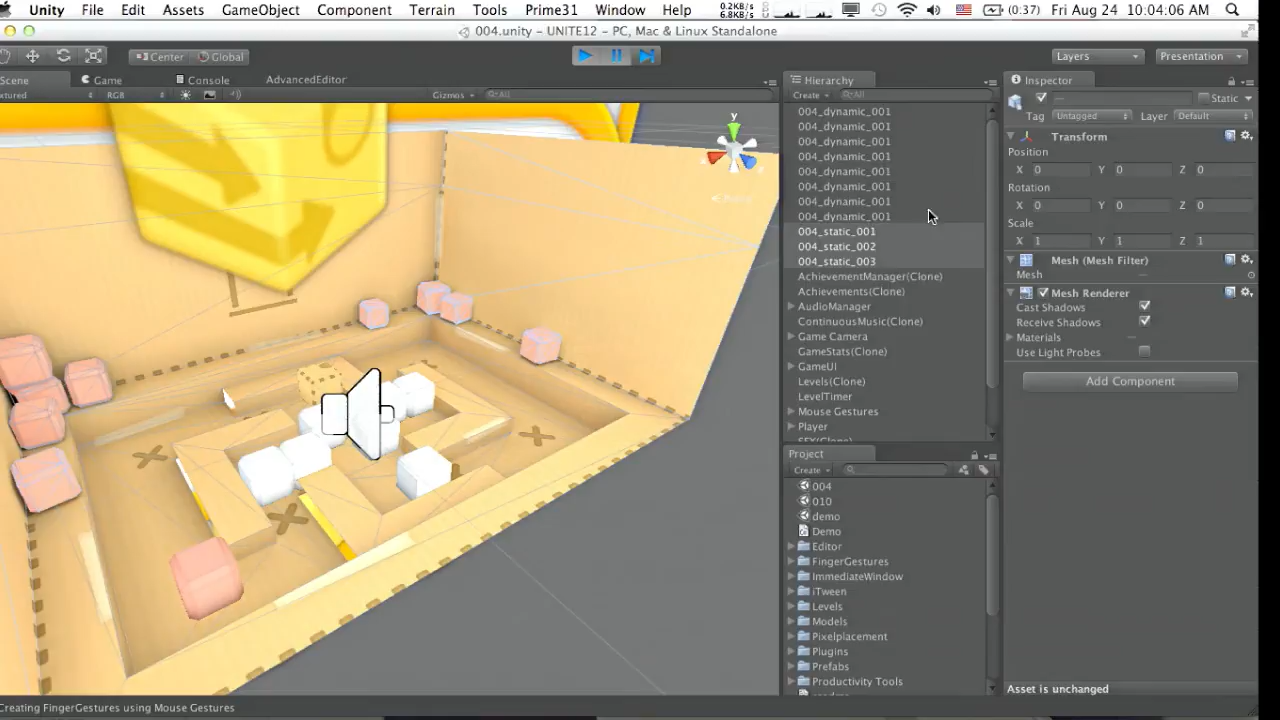 Unity File Edit Assets GameObject Component Terrain Tools Prime31 Window Help 0.2KB/s 6.8KB/s (0:37) Fri Aug 24 10:04:06 AM
004.unity - UNITE12 - PC, Mac & Linux Standalone
Center Global Layers Presentation
Scene Game Console AdvancedEditor Hierarchy Inspector
RGB Gizmos All Create All Static
Tag Untagged Layer Default
004_dynamic_001
004_dynamic_001
004_dynamic_001
004_dynamic_001
004_dynamic_001
004_dynamic_001
004_dynamic_001
004_dynamic_001
004_static_001
004_static_002
004_static_003
AchievementManager(Clone)
Achievements(Clone)
AudioManager
ContinuousMusic(Clone)
Game Camera
GameStats(Clone)
GameUI
Levels(Clone)
LevelTimer
Mouse Gestures
Player
y
Transform
Position
X 0 Y 0 Z 0
Rotation
X 0 Y 0 Z 0
Scale
X 1 Y 1 Z 1
Mesh (Mesh Filter)
Mesh
Mesh Renderer
Cast Shadows
Receive Shadows
Materials
Use Light Probes
Add Component
Project
Create
004
010
demo
Demo
Editor
FingerGestures
ImmediateWindow
iTween
Levels
Models
Pixelplacement
Plugins
Prefabs
Productivity Tools
Asset is unchanged
Creating FingerGestures using Mouse Gestures